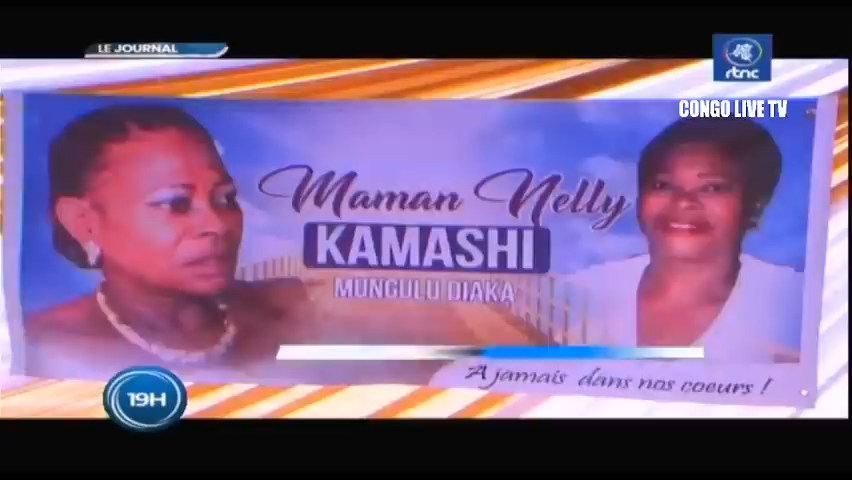 LE JOURNAL
rtnc
CONGO LIVE TV
Maman Nelly
KAMASHI
MUNGULU DIAKA
A jamais dans nos coeurs !
19H